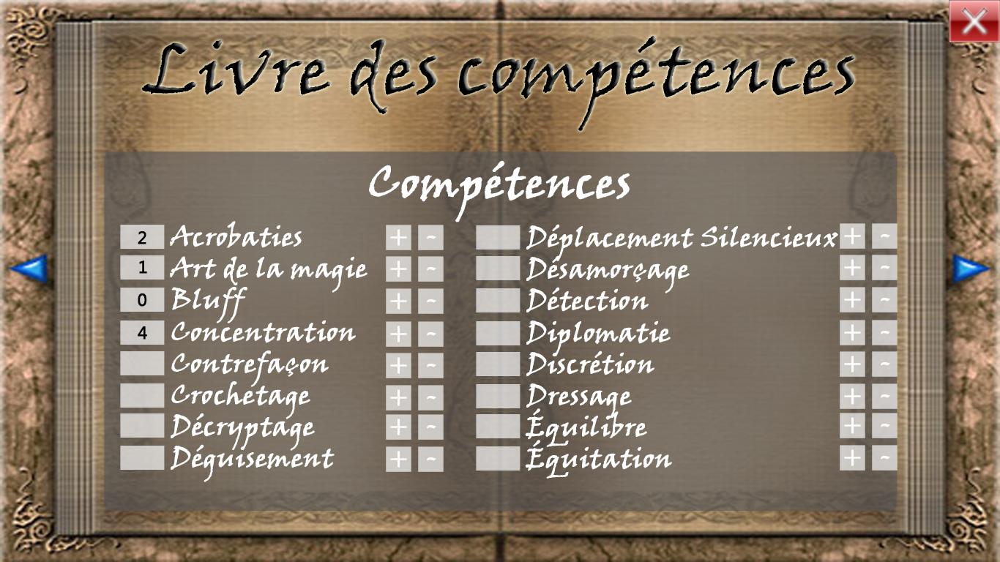 Livre des compétences
Compétences
2 Acrobaties + -
1 Art de la magie + -
0 Bluff + -
4 Concentration + -
Contrefaçon + -
Crochetage + -
Décryptage + -
Déguisement + -
Déplacement Silencieux + -
Désamorçage + -
Détection + -
Diplomatie + -
Discrétion + -
Dressage + -
Équilibre + -
Équitation + -